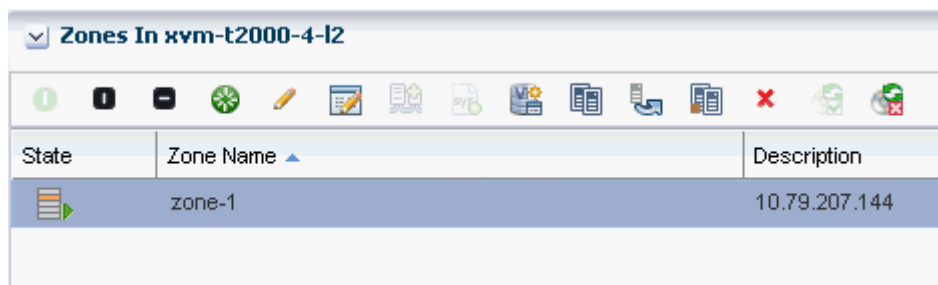 Zones In xvm-t2000-4-l2
State Zone Name Description
zone-1 10.79.207.144